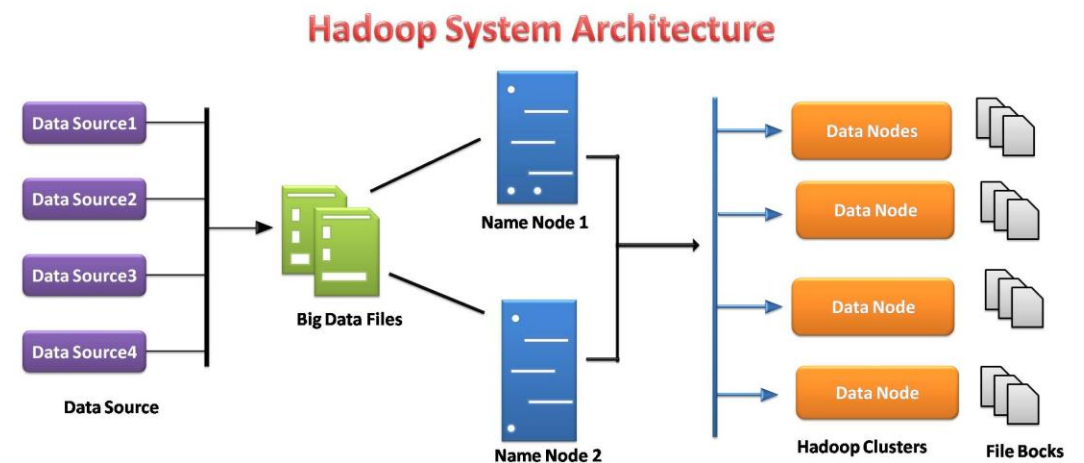 Hadoop System Architecture
Data Source1
Data Source2
Data Source3
Data Source4
Data Source
Big Data Files
Name Node 1
Name Node 2
Data Nodes
Data Node
Data Node
Data Node
Hadoop Clusters
File Bocks